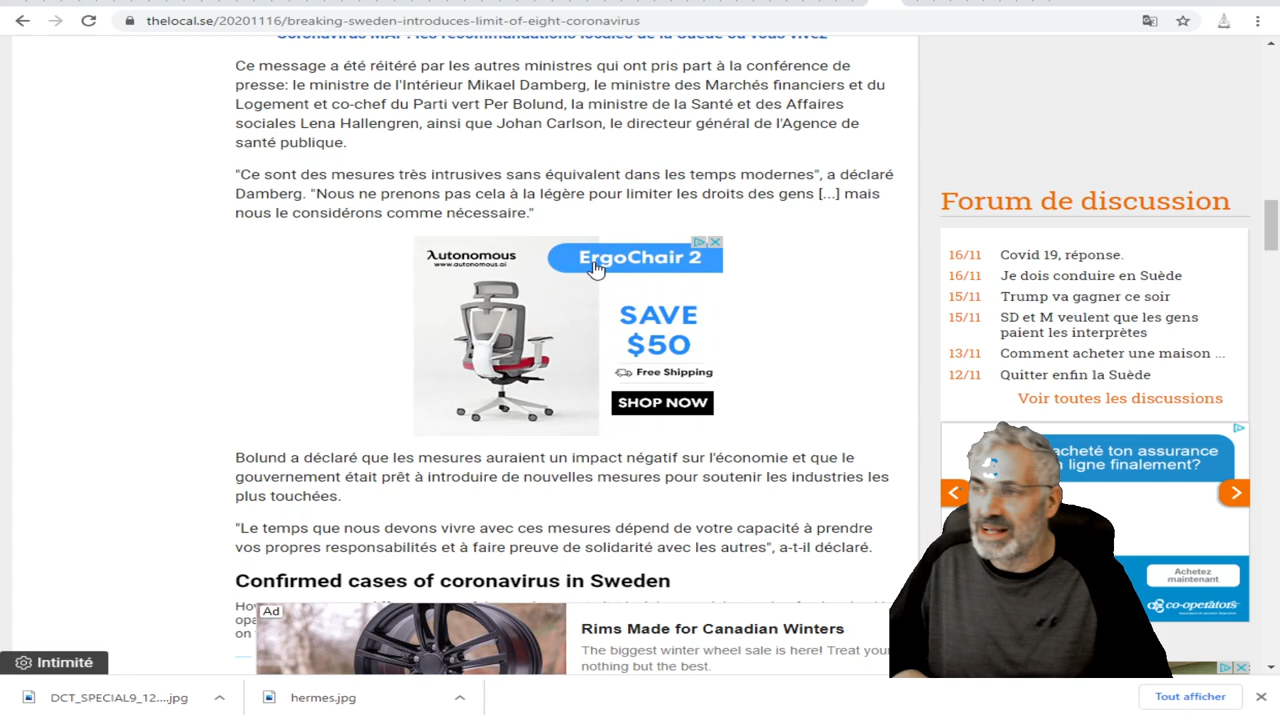 thelocal.se/20201116/breaking-sweden-introduces-limit-of-eight-coronavirus
Coronavirus MAP : les recommandations locales de la Suède où vous vivez
Ce message a été réitéré par les autres ministres qui ont pris part à la conférence de
presse: le ministre de l'Intérieur Mikael Damberg, le ministre des Marchés financiers et du
Logement et co-chef du Parti vert Per Bolund, la ministre de la Santé et des Affaires
sociales Lena Hallengren, ainsi que Johan Carlson, le directeur général de l'Agence de
santé publique.
"Ce sont des mesures très intrusives sans équivalent dans les temps modernes", a déclaré
Damberg. "Nous ne prenons pas cela à la légère pour limiter les droits des gens [...] mais
nous le considérons comme nécessaire."
Autonomous
www.autonomous.ai
ErgoChair 2
SAVE
$50
Free Shipping
SHOP NOW
Bolund a déclaré que les mesures auraient un impact négatif sur l'économie et que le
gouvernement était prêt à introduire de nouvelles mesures pour soutenir les industries les
plus touchées.
"Le temps que nous devons vivre avec ces mesures dépend de votre capacité à prendre
vos propres responsabilités et à faire preuve de solidarité avec les autres", a-t-il déclaré.
Confirmed cases of coronavirus in Sweden
on
Ad
Rims Made for Canadian Winters
The biggest winter wheel sale is here! Treat your
nothing but the best.
Forum de discussion
16/11 Covid 19, réponse.
16/11 Je dois conduire en Suède
15/11 Trump va gagner ce soir
15/11 SD et M veulent que les gens
paient les interprètes
13/11 Comment acheter une maison ...
12/11 Quitter enfin la Suède
Voir toutes les discussions
acheté ton assurance
ligne finalement?
Achetez
maintenant
co-operators
Intimité
DCT_SPECIAL9_12....jpg
hermes.jpg
Tout afficher